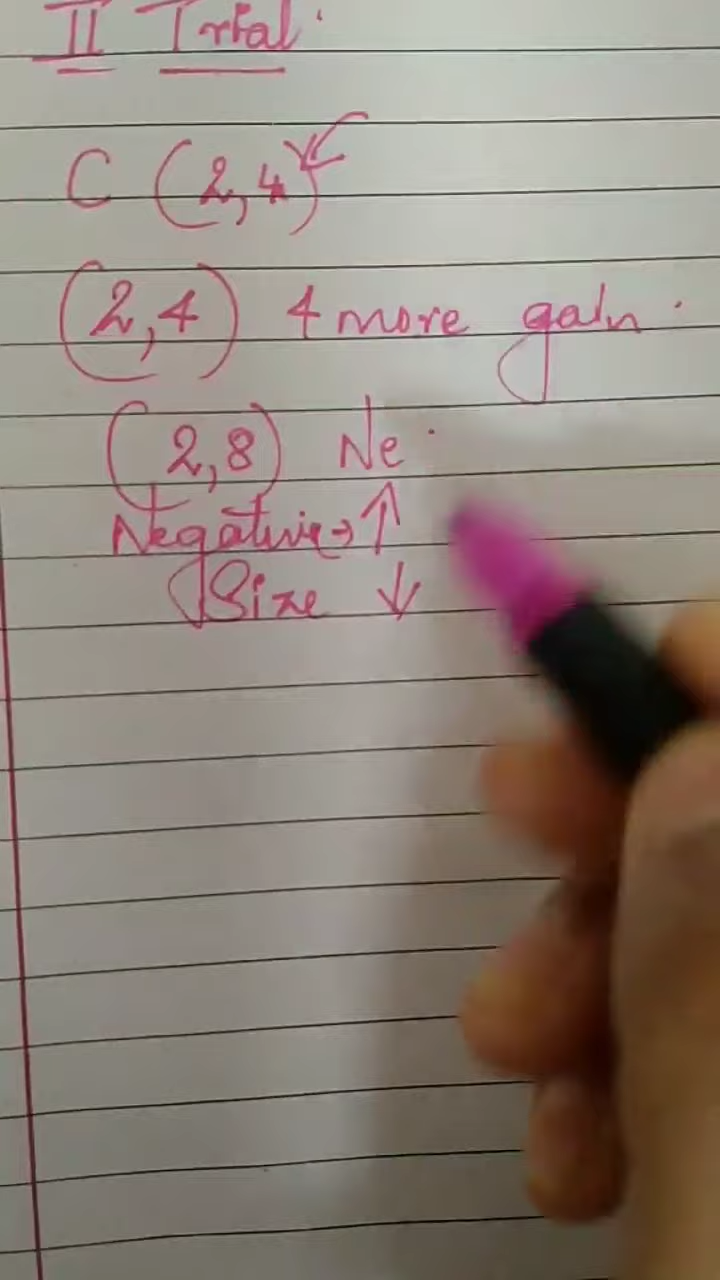 II Trial
C (2,4)
(2,4) 4 more gain.
(2,8) Ne.
Negative → ↑
Size ↓